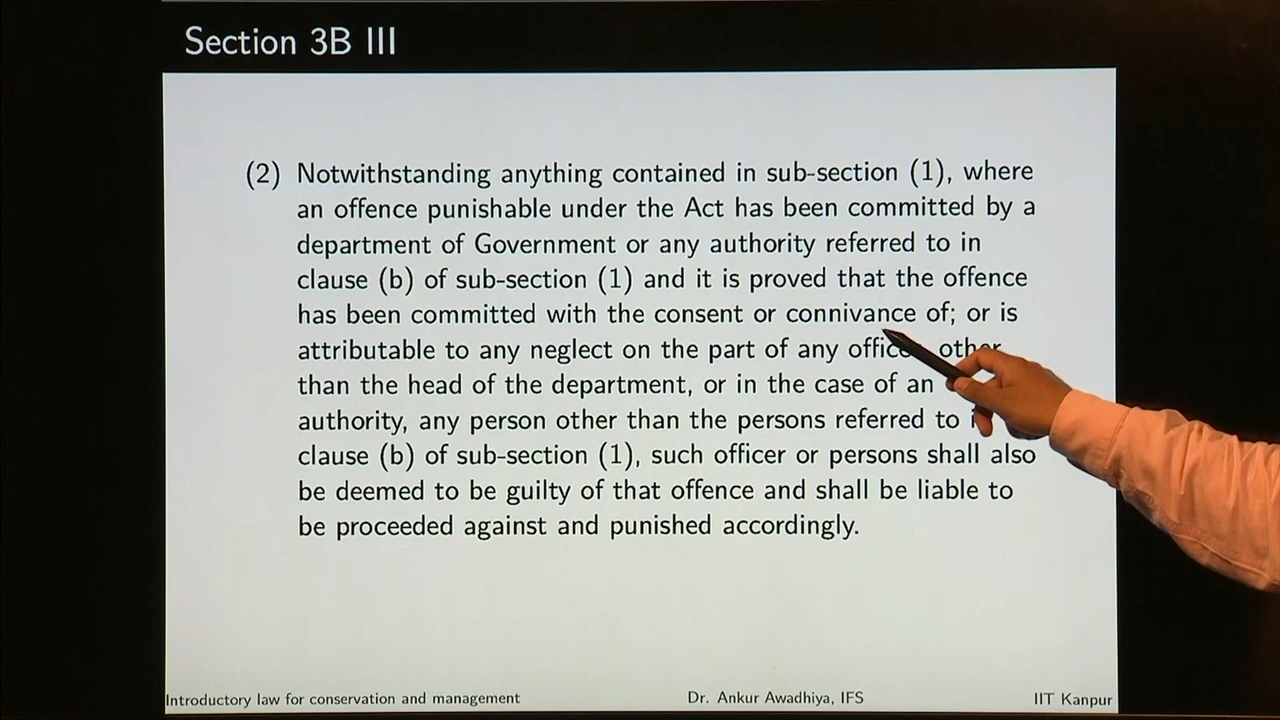 Section 3B III
(2) Notwithstanding anything contained in sub-section (1), where
an offence punishable under the Act has been committed by a
department of Government or any authority referred to in
clause (b) of sub-section (1) and it is proved that the offence
has been committed with the consent or connivance of; or is
attributable to any neglect on the part of any other
than the head of the department, or in the case of an
authority, any person other than the persons referred to
clause (b) of sub-section (1), such officer or persons shall also
be deemed to be guilty of that offence and shall be liable to
be proceeded against and punished accordingly.
Introductory law for conservation and management Dr. Ankur Awadhiya, IFS IIT Kanpur